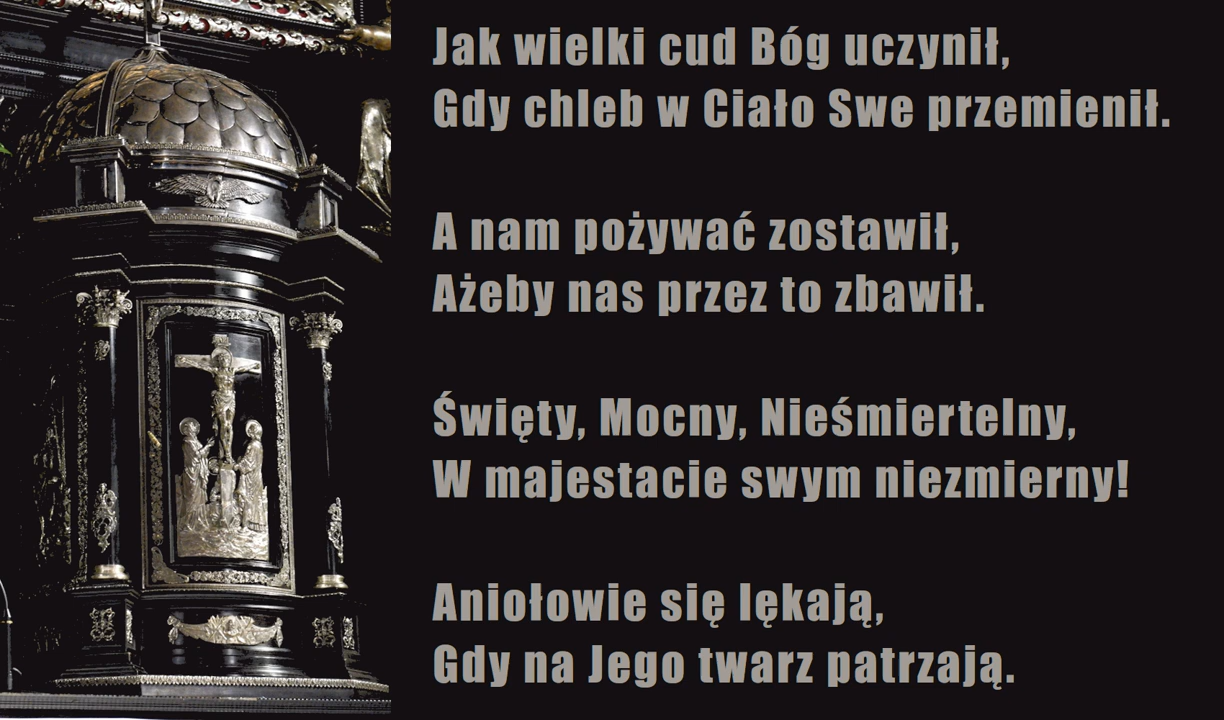 Jak wielki cud Bóg uczynił,
Gdy chleb w Ciało Swe przemienił.
A nam pożywać zostawił,
Ażeby nas przez to zbawił.
Święty, Mocny, Nieśmiertelny,
W majestacie swym niezmierny!
Aniołowie się lękają,
Gdy na Jego twarz patrzają.